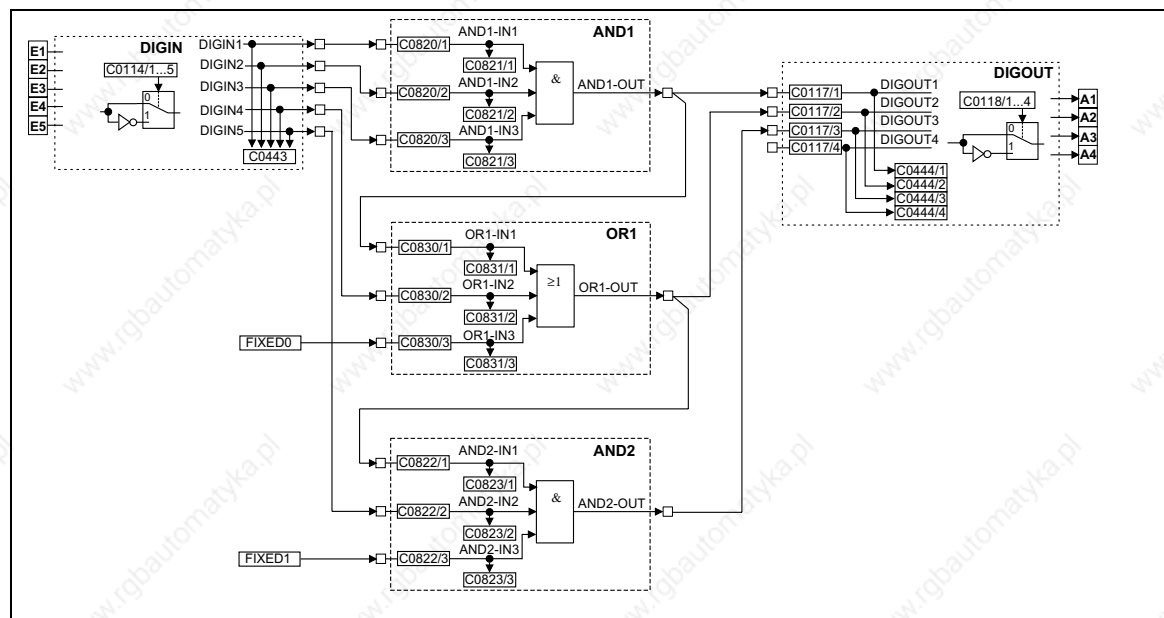 DIGIN
E1
E2
E3
E4
E5
C0114/1...5
0
1
DIGIN1
DIGIN2
DIGIN3
DIGIN4
DIGIN5
C0443
AND1
C0820/1
AND1-IN1
C0821/1
C0820/2
AND1-IN2
C0821/2
C0820/3
AND1-IN3
C0821/3
&
AND1-OUT
DIGOUT
C0117/1
C0117/2
C0117/3
C0117/4
DIGOUT1
DIGOUT2
DIGOUT3
DIGOUT4
C0118/1...4
0
1
C0444/1
C0444/2
C0444/3
C0444/4
A1
A2
A3
A4
OR1
C0830/1
OR1-IN1
C0831/1
C0830/2
OR1-IN2
C0831/2
FIXED0
C0830/3
OR1-IN3
C0831/3
≥1
OR1-OUT
AND2
C0822/1
AND2-IN1
C0823/1
C0822/2
AND2-IN2
C0823/2
FIXED1
C0822/3
AND2-IN3
C0823/3
&
AND2-OUT
www.rgbautomatyka.pl